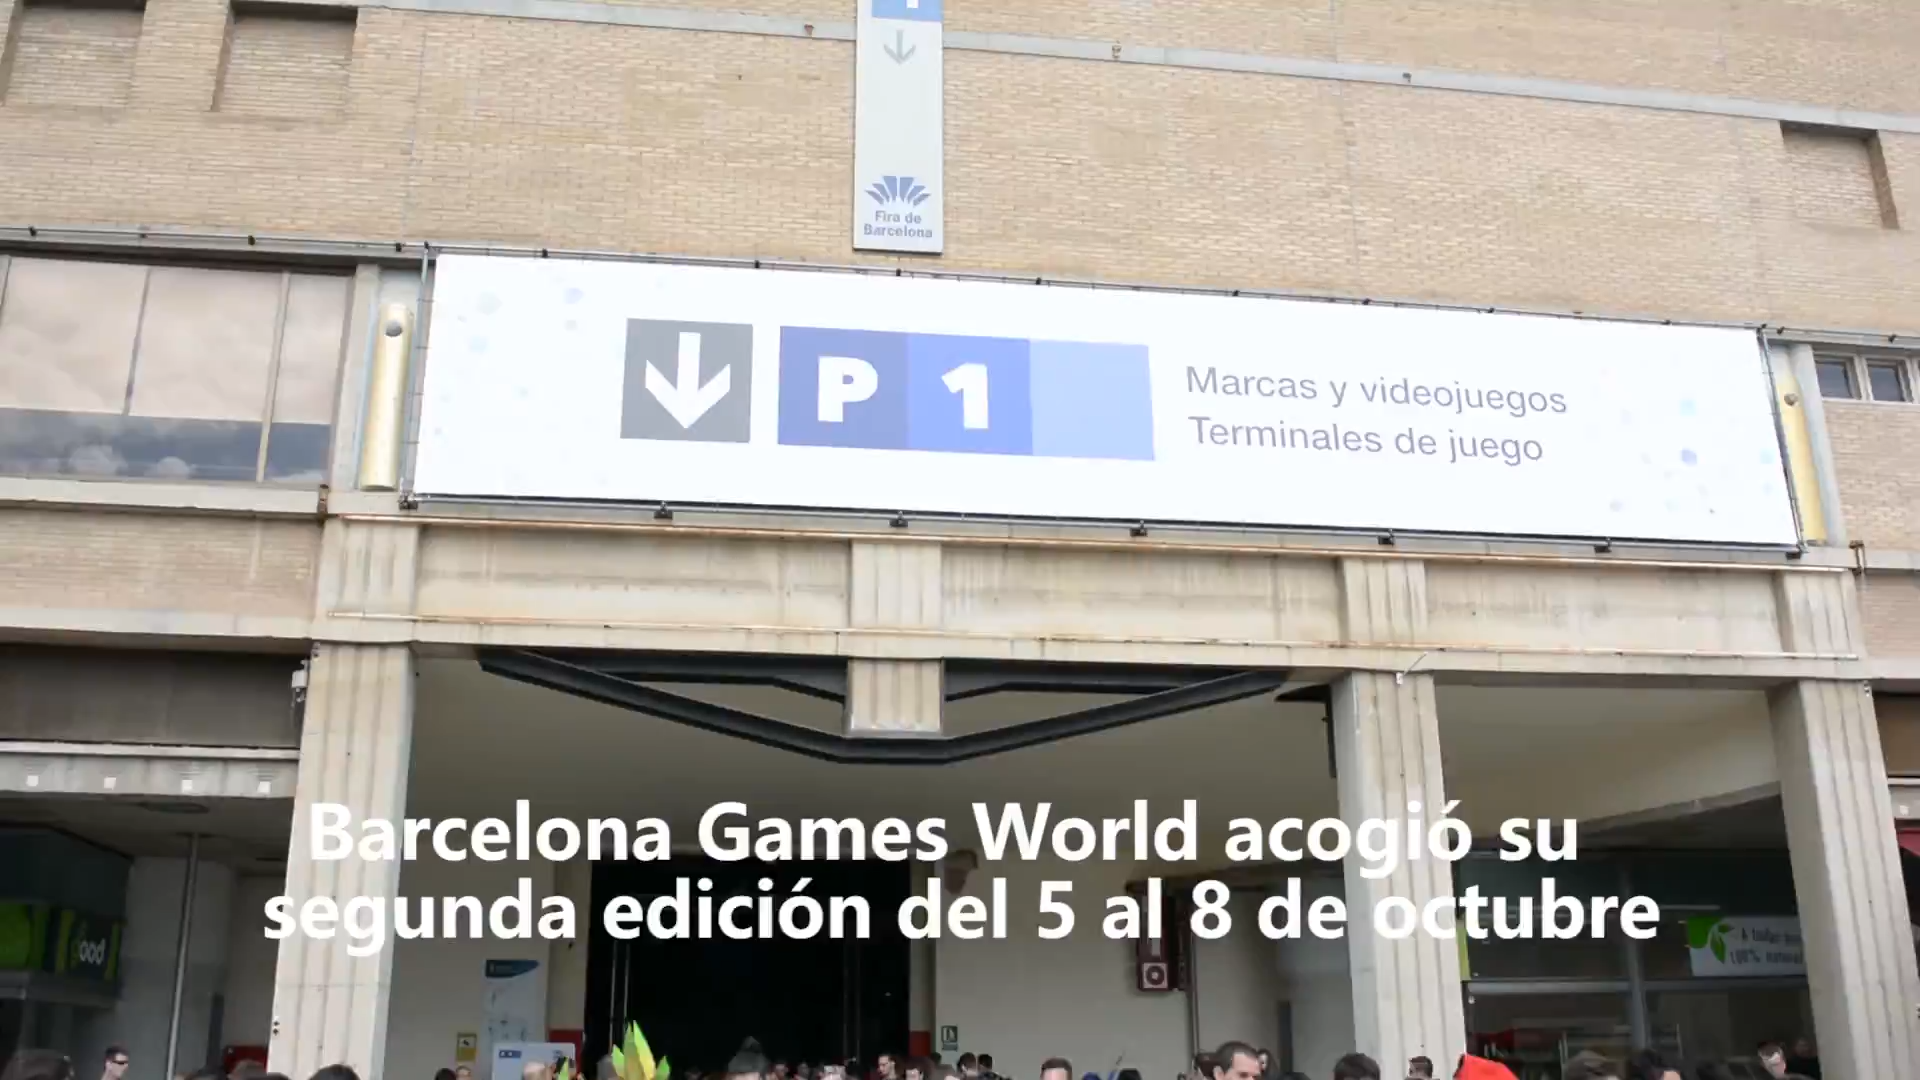 Fira de
Barcelona
P 1
Marcas y videojuegos
Terminales de juego
Barcelona Games World acogió su
segunda edición del 5 al 8 de octubre